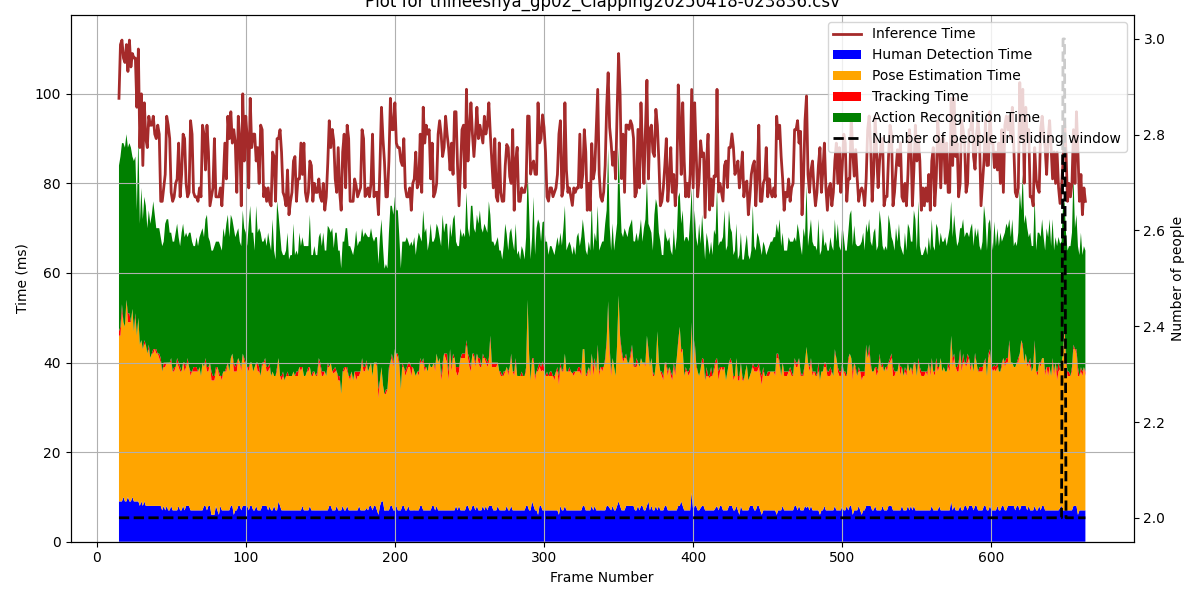 Plot for thineeshya_gp02_Clapping20250418-023836.csv
Inference Time
Human Detection Time
Pose Estimation Time
Tracking Time
Action Recognition Time
Number of people in sliding window
Time (ms)
100
80
60
40
20
0
3.0
2.8
2.6
2.4
2.2
2.0
Number of people
0
100
200
300
400
500
600
Frame Number